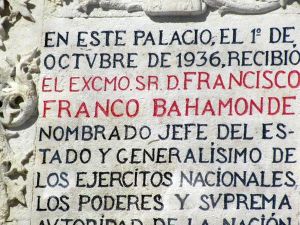 EN ESTE PALACIO, EL 1º DE
OCTVBRE DE 1936, RECIBIÓ
EL EXCMO. SR. D. FRANCISCO
FRANCO BAHAMONDE
NOMBRADO JEFE DEL ES-
TADO Y GENERALÍSIMO DE
LOS EJERCITOS NACIONALES,
LOS PODERES Y SVPREMA
AVTORIDAD DE LA NACIÓN